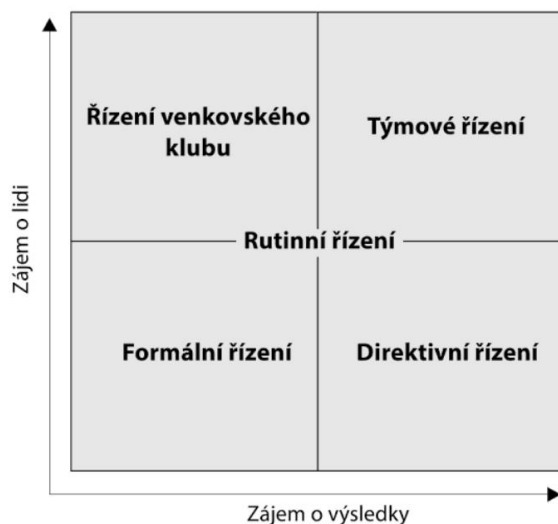 Řízení venkovského
klubu
Týmové řízení
Zájem o lidi
Rutinní řízení
Formální řízení
Direktivní řízení
Zájem o výsledky